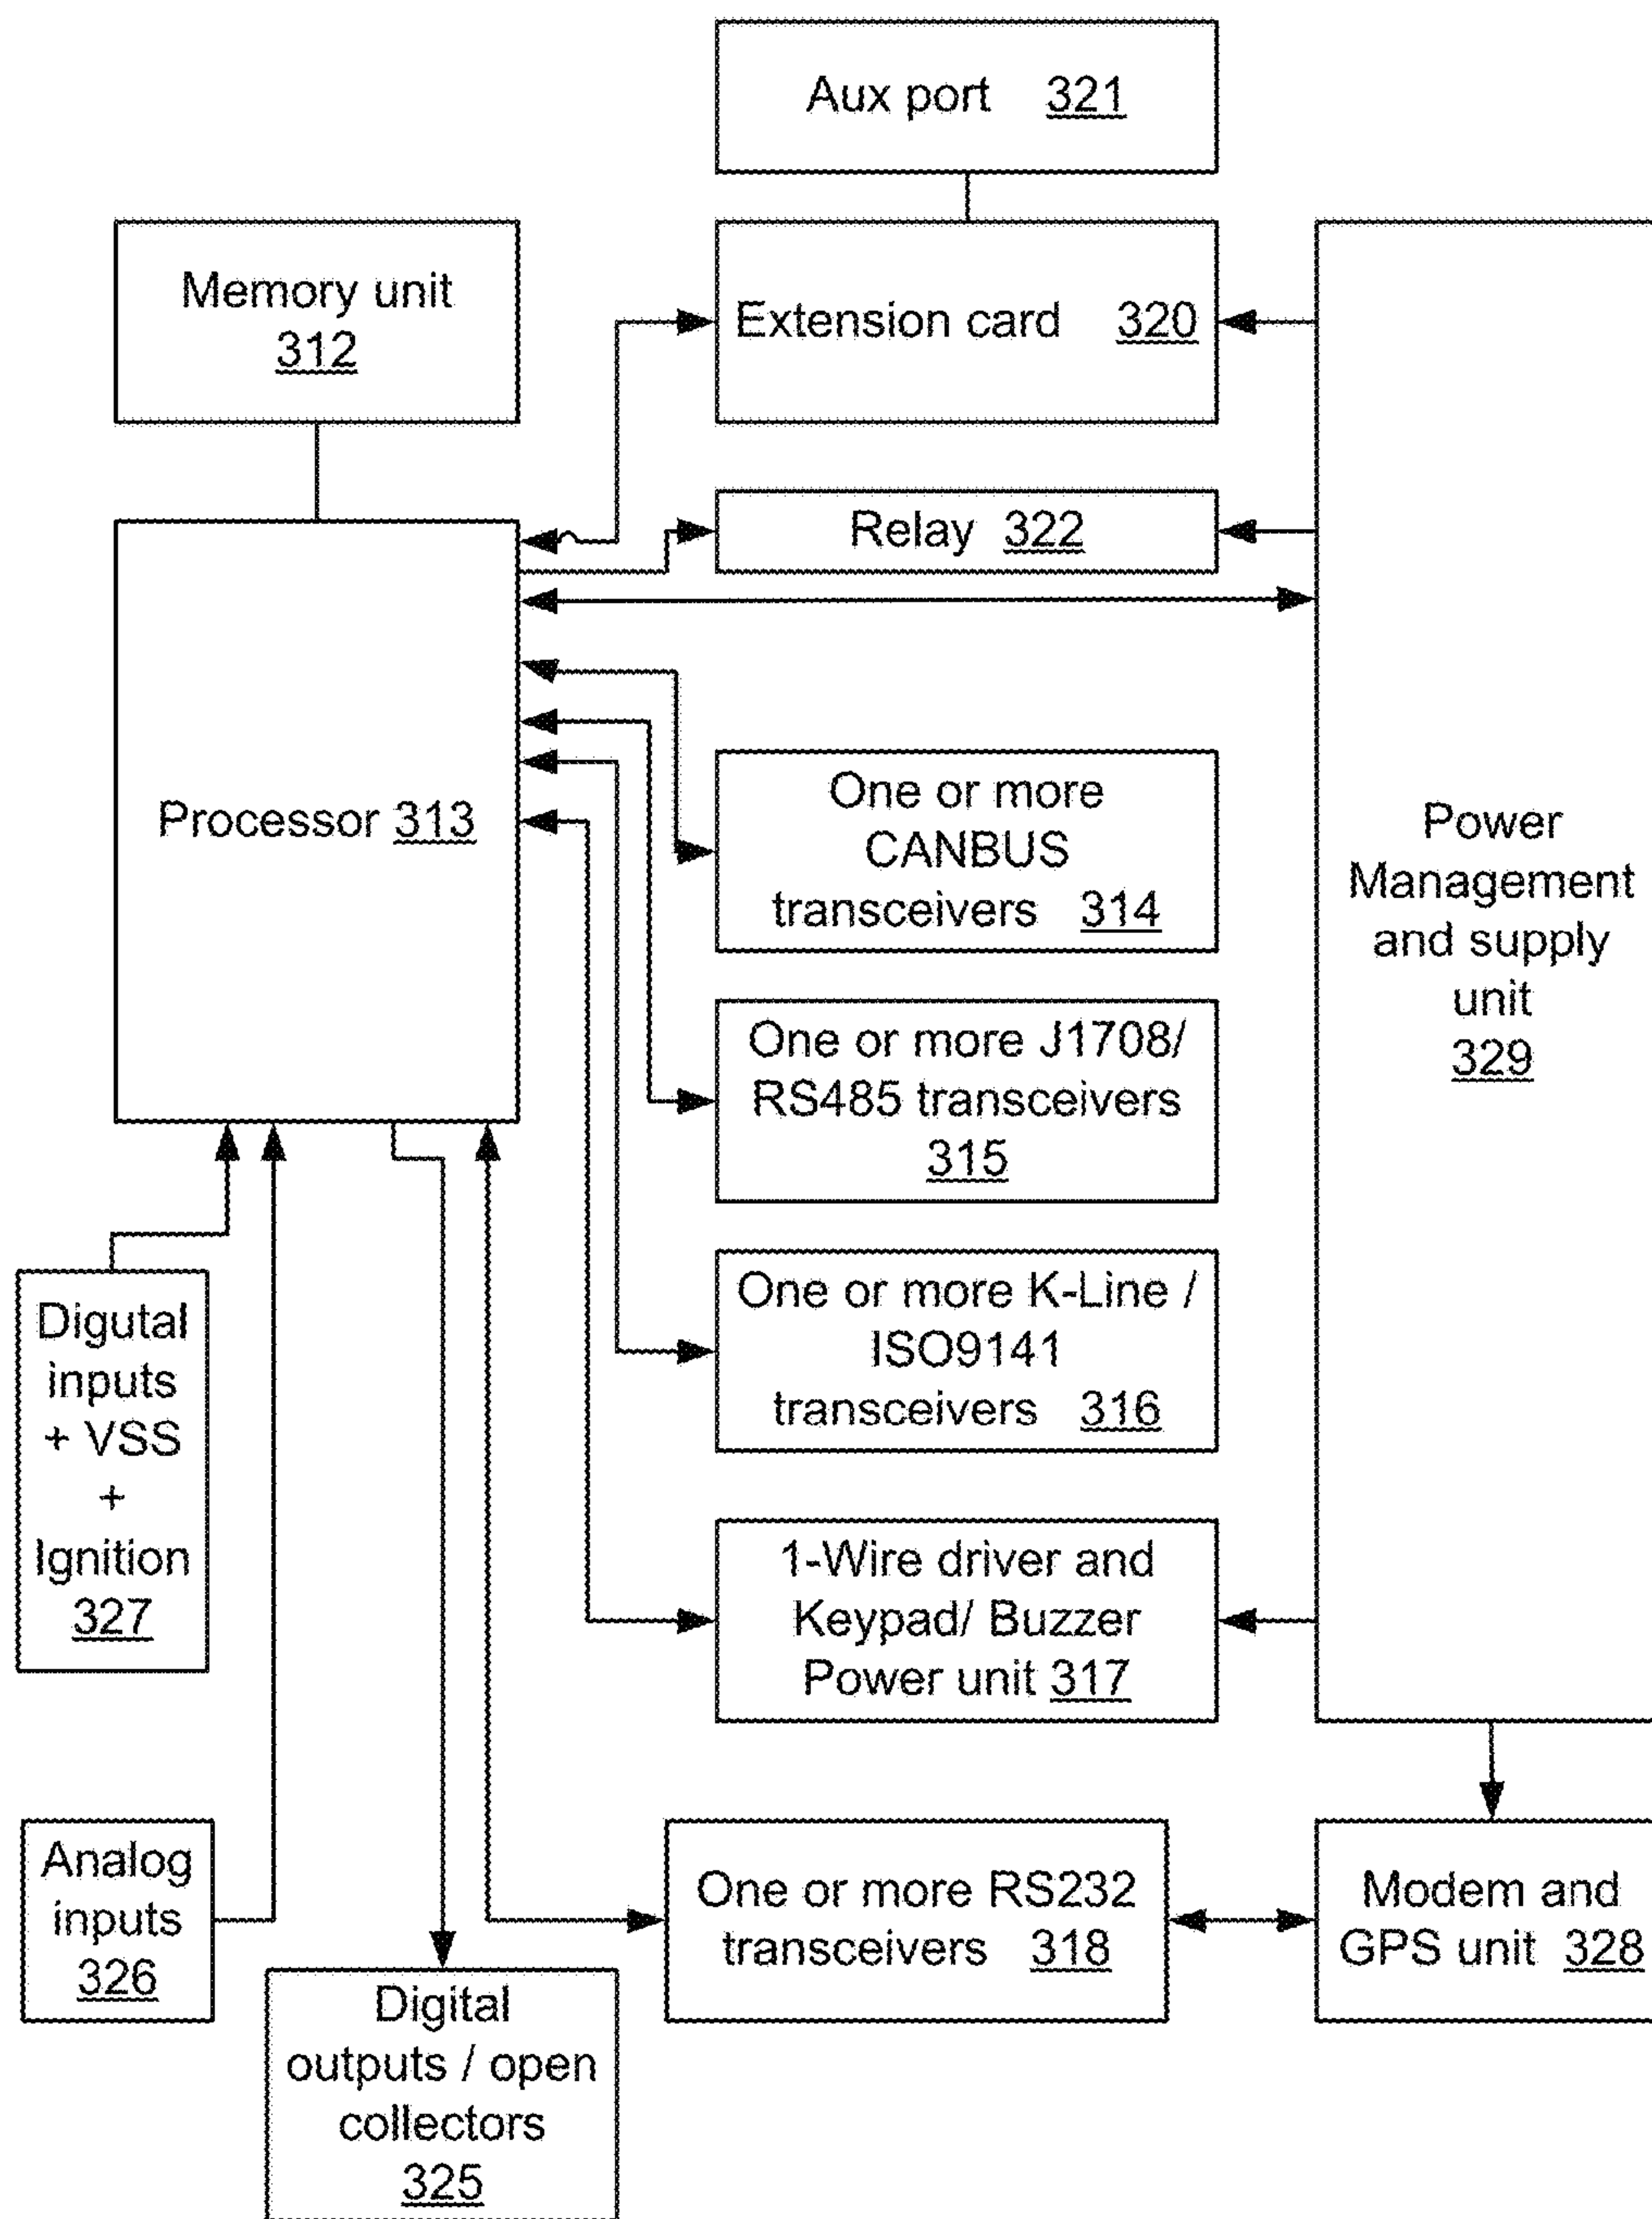 Aux port 321
Memory unit
312
Extension card 320
Relay 322
Processor 313
One or more
CANBUS
transceivers 314
Power
Management
and supply
unit
329
One or more J1708/
RS485 transceivers
315
One or more K-Line /
ISO9141
transceivers 316
Digutal
inputs
+ VSS
+
Ignition
327
1-Wire driver and
Keypad/ Buzzer
Power unit 317
Analog
inputs
326
One or more RS232
transceivers 318
Modem and
GPS unit 328
Digital
outputs / open
collectors
325